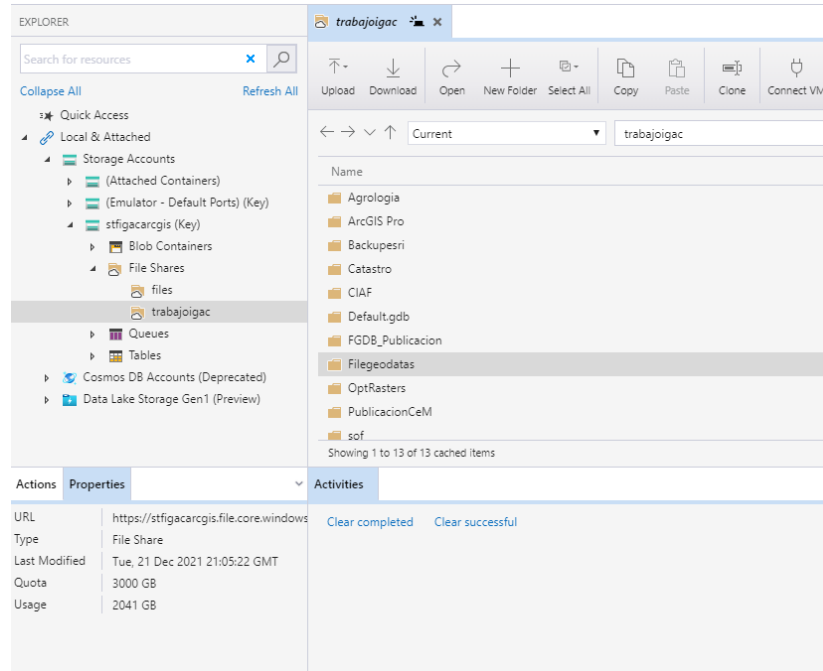 EXPLORER
Search for resources
Collapse All Refresh All
Quick Access
Local & Attached
Storage Accounts
(Attached Containers)
(Emulator - Default Ports) (Key)
stfigacarcgis (Key)
Blob Containers
File Shares
files
trabajoigac
Queues
Tables
Cosmos DB Accounts (Deprecated)
Data Lake Storage Gen1 (Preview)
trabajoigac
Upload Download Open New Folder Select All Copy Paste Clone Connect VM
Current trabajoigac
Name
Agrologia
ArcGIS Pro
Backupesri
Catastro
CIAF
Default.gdb
FGDB_Publicacion
Filegeodatas
OptRasters
PublicacionCeM
sof
Showing 1 to 13 of 13 cached items
Actions Properties
URL https://stfigacarcgis.file.core.windows
Type File Share
Last Modified Tue, 21 Dec 2021 21:05:22 GMT
Quota 3000 GB
Usage 2041 GB
Activities
Clear completed Clear successful